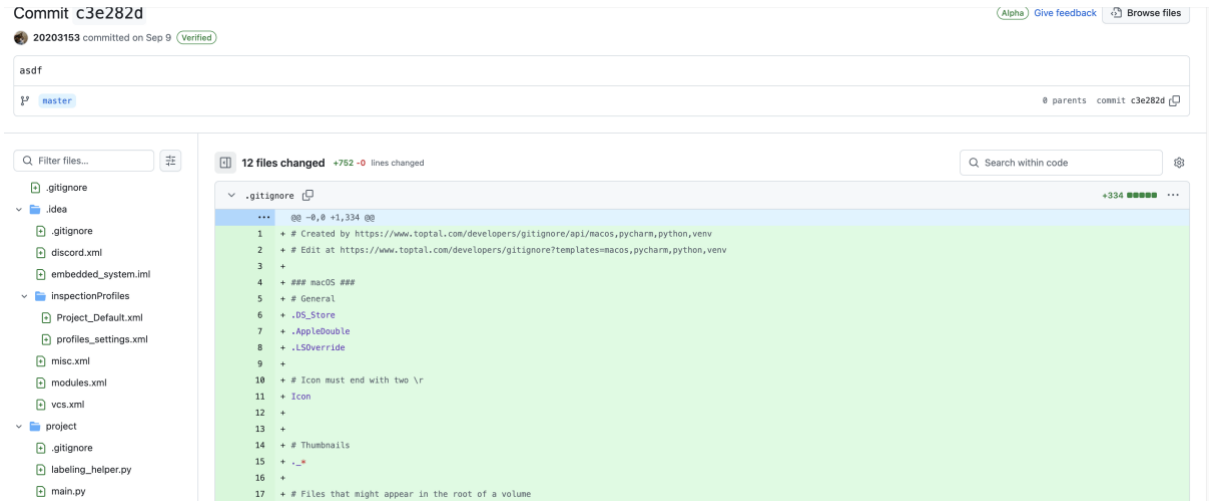 Commit c3e282d
Alpha Give feedback Browse files
20203153 committed on Sep 9 Verified
asdf
master
0 parents commit c3e282d
Filter files...
.gitignore
.idea
.gitignore
discord.xml
embedded_system.iml
inspectionProfiles
Project_Default.xml
profiles_settings.xml
misc.xml
modules.xml
vcs.xml
project
.gitignore
labeling_helper.py
main.py
12 files changed +752 -0 lines changed
Search within code
.gitignore +334 ...
... @@ -0,0 +1,334 @@
1 + # Created by https://www.toptal.com/developers/gitignore/api/macos,pycharm,python,venv
2 + # Edit at https://www.toptal.com/developers/gitignore?templates=macos,pycharm,python,venv
3 +
4 + ### macOS ###
5 + # General
6 + .DS_Store
7 + .AppleDouble
8 + .LSOverride
9 +
10 + # Icon must end with two \r
11 + Icon
12 +
13 +
14 + # Thumbnails
15 + ._*
16 +
17 + # Files that might appear in the root of a volume